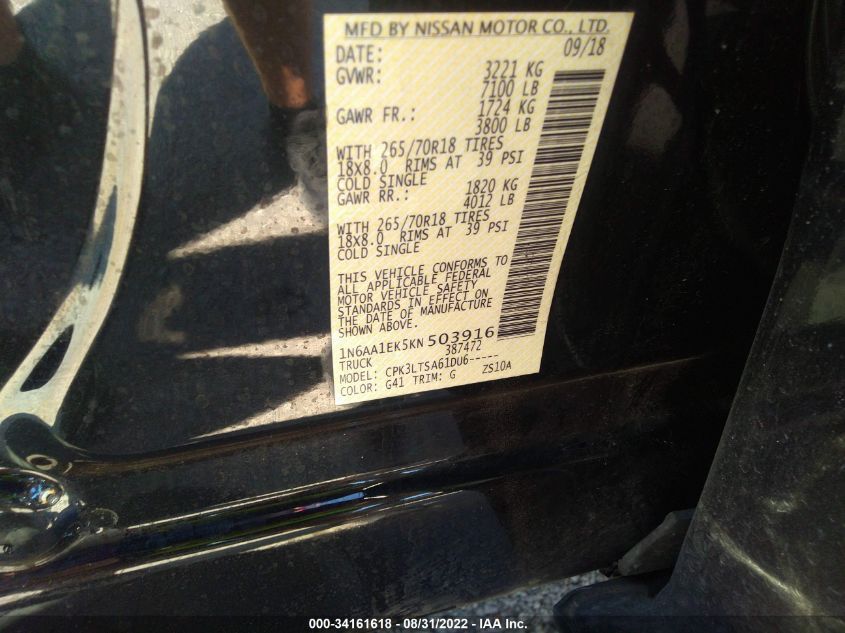 MFD BY NISSAN MOTOR CO., LTD.
DATE: 09/18
GVWR: 3221 KG
7100 LB
GAWR FR.: 1724 KG
3800 LB
WITH 265/70R18 TIRES
18X8.0 RIMS AT 39 PSI
COLD SINGLE
GAWR RR.: 1820 KG
4012 LB
WITH 265/70R18 TIRES
18X8.0 RIMS AT 39 PSI
COLD SINGLE
THIS VEHICLE CONFORMS TO
ALL APPLICABLE FEDERAL
MOTOR VEHICLE SAFETY
STANDARDS IN EFFECT ON
THE DATE OF MANUFACTURE
SHOWN ABOVE.
1N6AA1EK5KN503916
TRUCK 387472
MODEL: CPK3LTSA61DU6-----
COLOR: G41 TRIM: G ZS10A
000-34161618 - 08/31/2022 - IAA Inc.